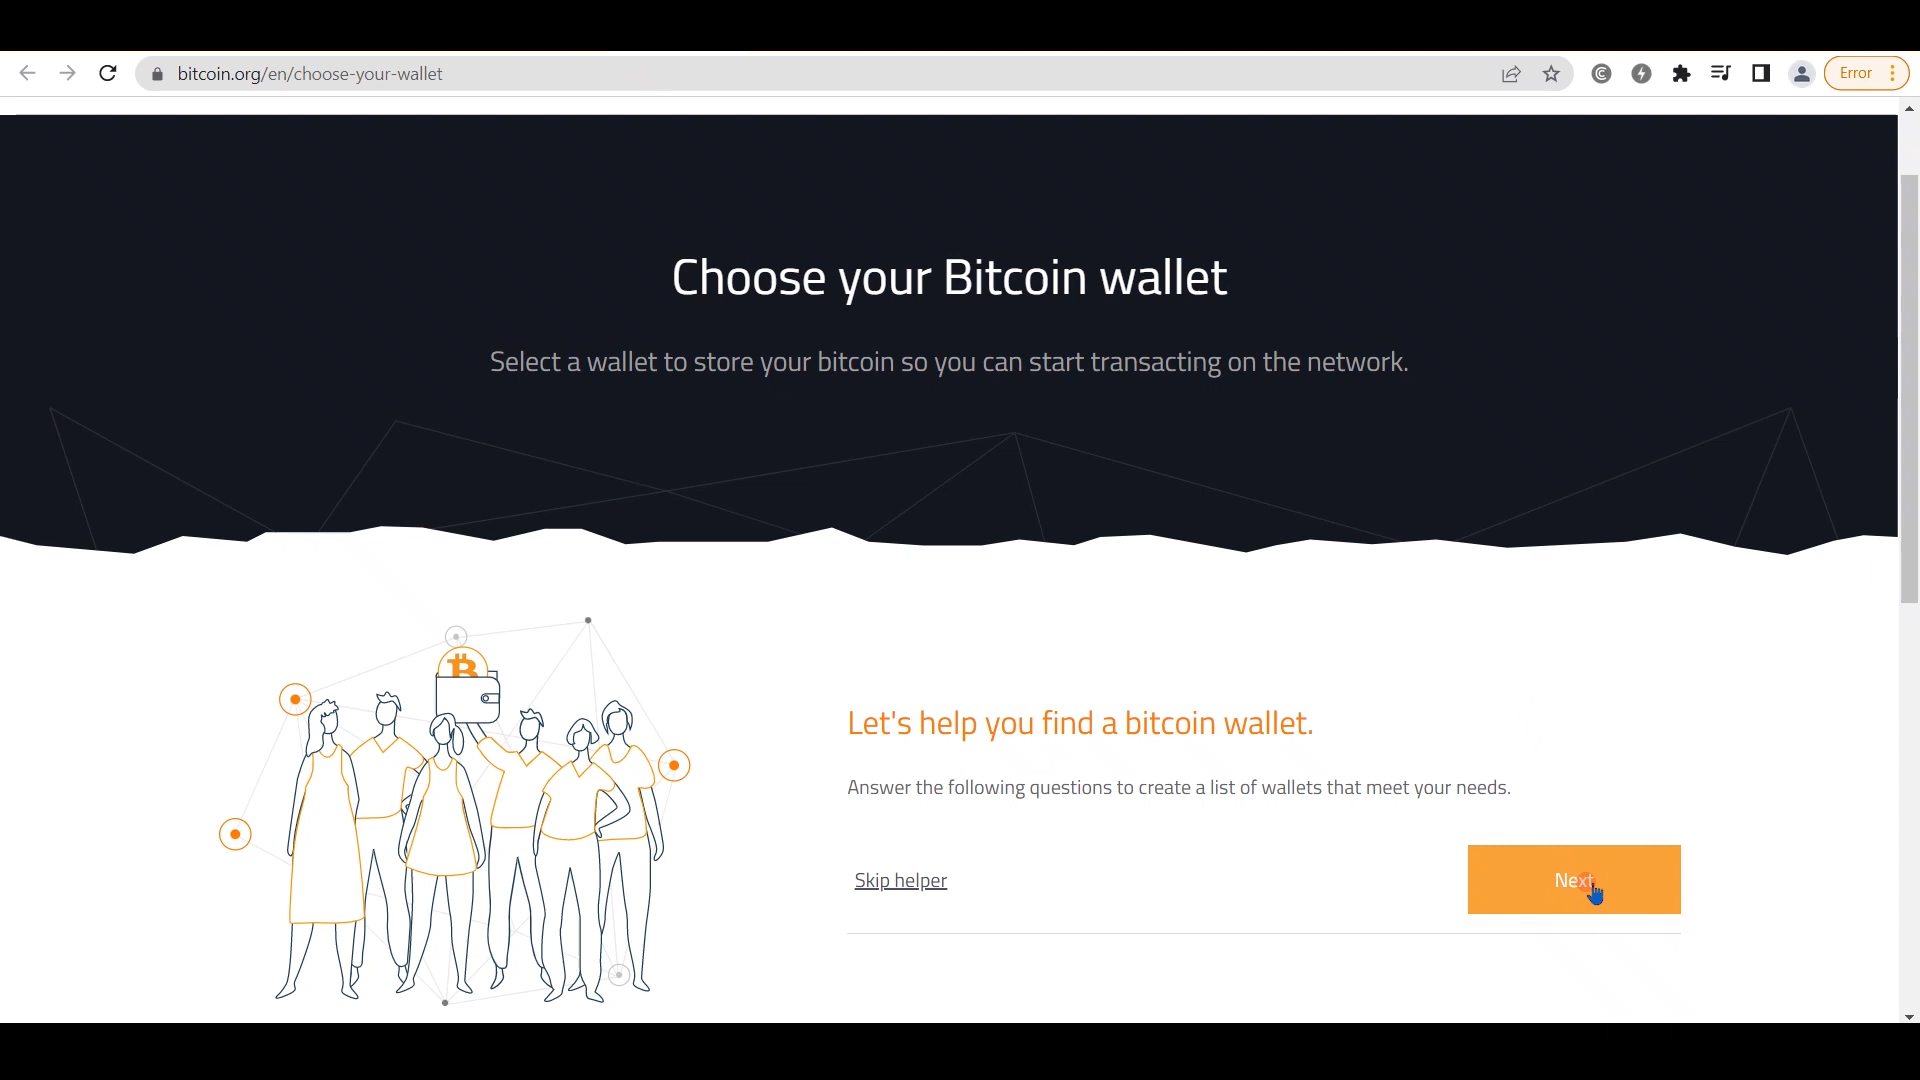 bitcoin.org/en/choose-your-wallet
Error
Choose your Bitcoin wallet
Select a wallet to store your bitcoin so you can start transacting on the network.
Let's help you find a bitcoin wallet.
Answer the following questions to create a list of wallets that meet your needs.
Skip helper
Next